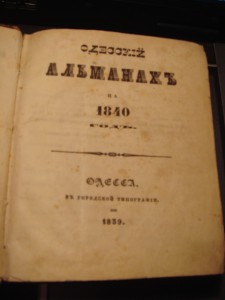 ОДЕССКІЙ
АЛЬМАНАХЪ
НА
1840
ГОДЪ.
ОДЕССА.
ВЪ ГОРОДСКОЙ ТИПОГРАФІИ,
1839.